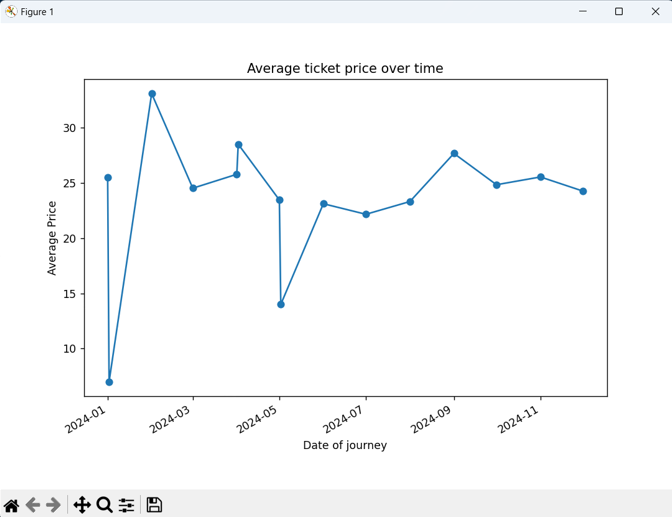 Figure 1
Average ticket price over time
30
25
20
15
10
Average Price
2024-01
2024-03
2024-05
2024-07
2024-09
2024-11
Date of journey